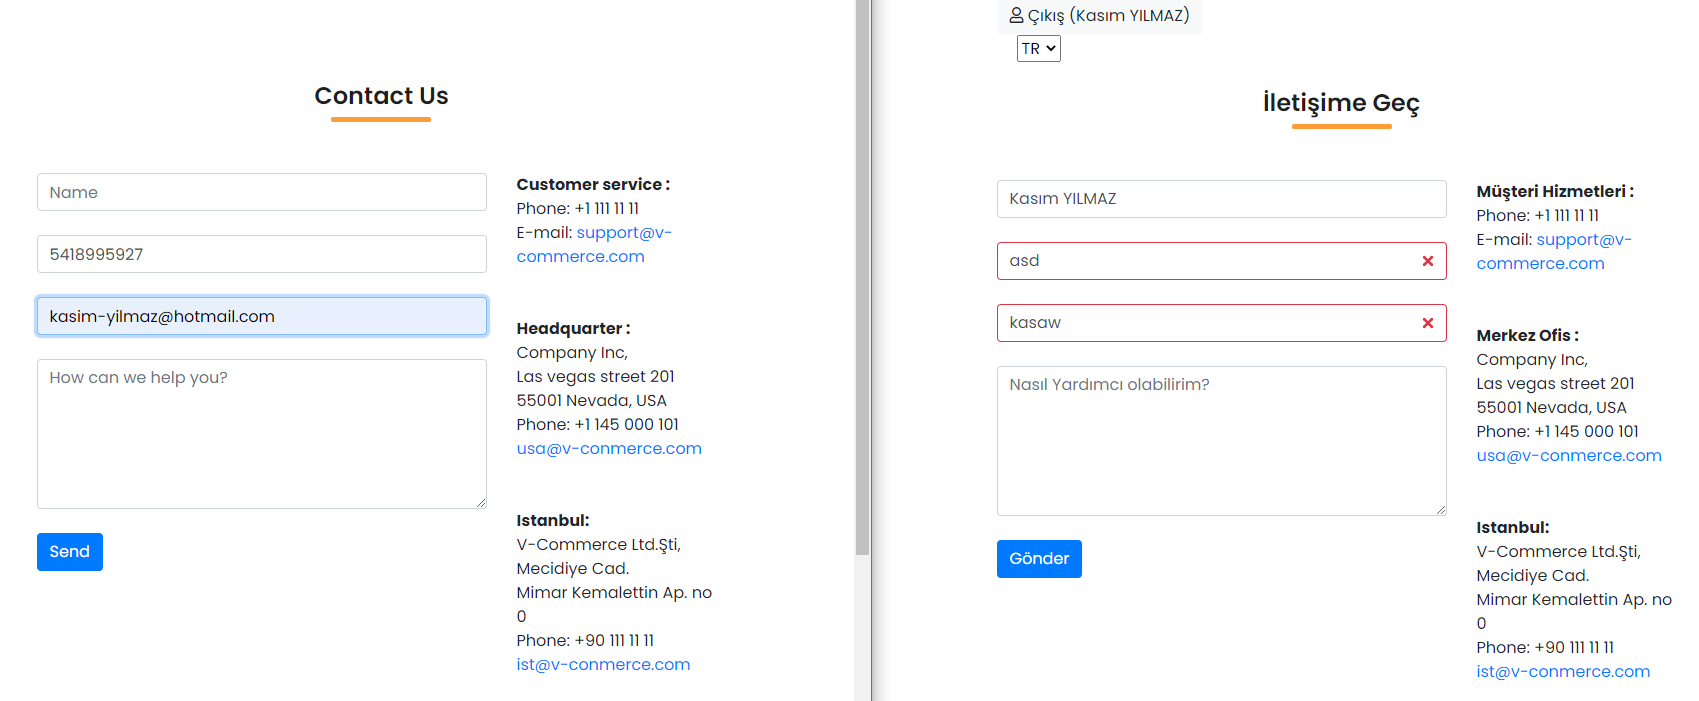 Contact Us
Name
5418995927
kasim-yilmaz@hotmail.com
How can we help you?
Send
Customer service :
Phone: +1 111 11 11
E-mail: support@v-
commerce.com
Headquarter :
Company Inc,
Las vegas street 201
55001 Nevada, USA
Phone: +1 145 000 101
usa@v-conmerce.com
Istanbul:
V-Commerce Ltd.Şti,
Mecidiye Cad.
Mimar Kemalettin Ap. no
0
Phone: +90 111 11 11
ist@v-conmerce.com
Çıkış (Kasım YILMAZ)
TR
İletişime Geç
Kasım YILMAZ
asd
kasaw
Nasıl Yardımcı olabilirim?
Gönder
Müşteri Hizmetleri :
Phone: +1 111 11 11
E-mail: support@v-
commerce.com
Merkez Ofis :
Company Inc,
Las vegas street 201
55001 Nevada, USA
Phone: +1 145 000 101
usa@v-conmerce.com
Istanbul:
V-Commerce Ltd.Şti,
Mecidiye Cad.
Mimar Kemalettin Ap. no
0
Phone: +90 111 11 11
ist@v-conmerce.com